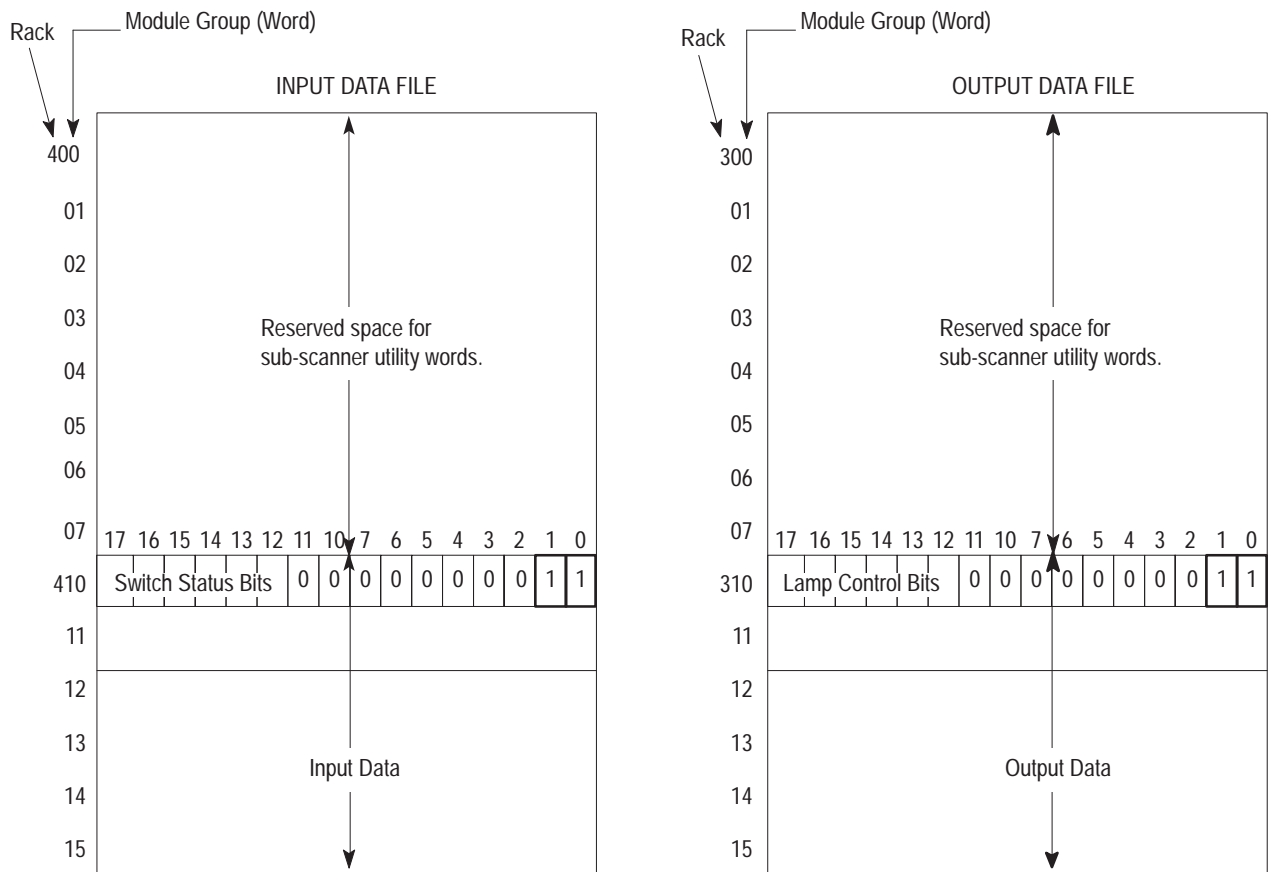 Rack
Module Group (Word)
INPUT DATA FILE
400
01
02
03
Reserved space for
sub-scanner utility words.
04
05
06
07
17 16 15 14 13 12 11 10 7 6 5 4 3 2 1 0
410 Switch Status Bits 0 0 0 0 0 0 0 0 1 1
11
12
13
Input Data
14
15
Rack
Module Group (Word)
OUTPUT DATA FILE
300
01
02
03
Reserved space for
sub-scanner utility words.
04
05
06
07
17 16 15 14 13 12 11 10 7 6 5 4 3 2 1 0
310 Lamp Control Bits 0 0 0 0 0 0 0 0 1 1
11
12
13
Output Data
14
15